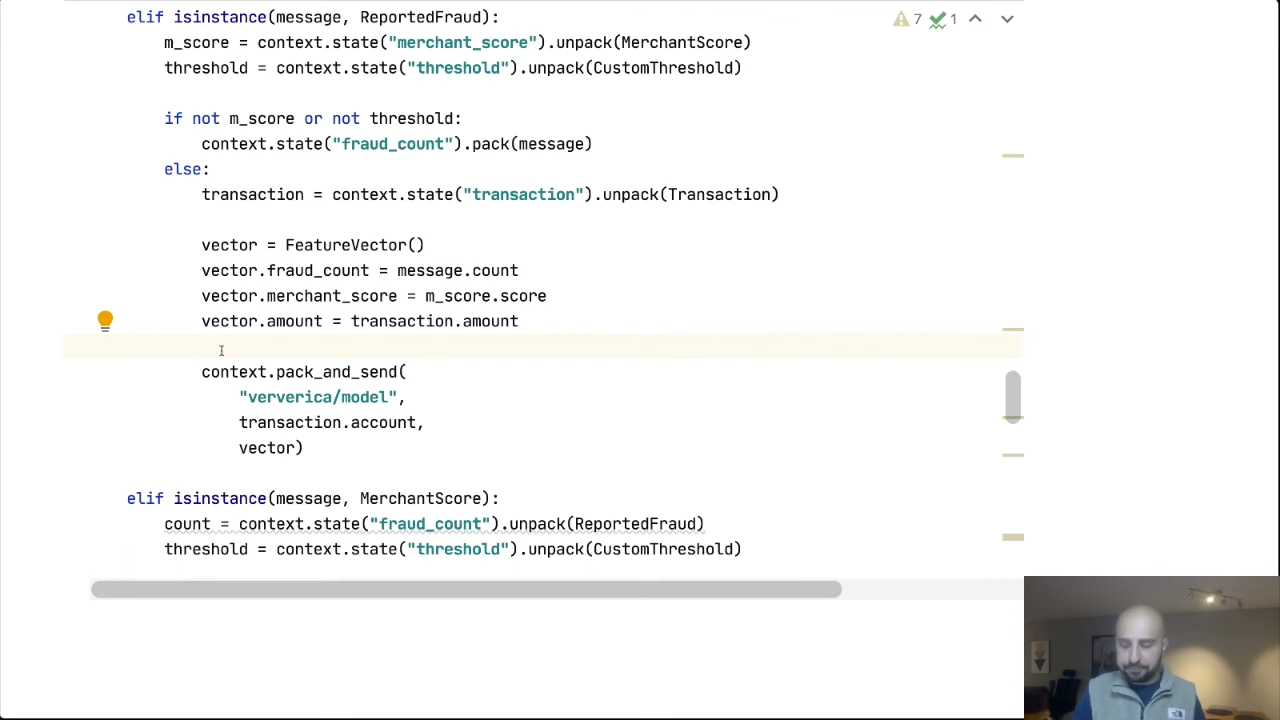 elif isinstance(message, ReportedFraud):
7 1
m_score = context.state("merchant_score").unpack(MerchantScore)
threshold = context.state("threshold").unpack(CustomThreshold)
if not m_score or not threshold:
context.state("fraud_count").pack(message)
else:
transaction = context.state("transaction").unpack(Transaction)
vector = FeatureVector()
vector.fraud_count = message.count
vector.merchant_score = m_score.score
vector.amount = transaction.amount
context.pack_and_send(
"ververica/model",
transaction.account,
vector)
elif isinstance(message, MerchantScore):
count = context.state("fraud_count").unpack(ReportedFraud)
threshold = context.state("threshold").unpack(CustomThreshold)